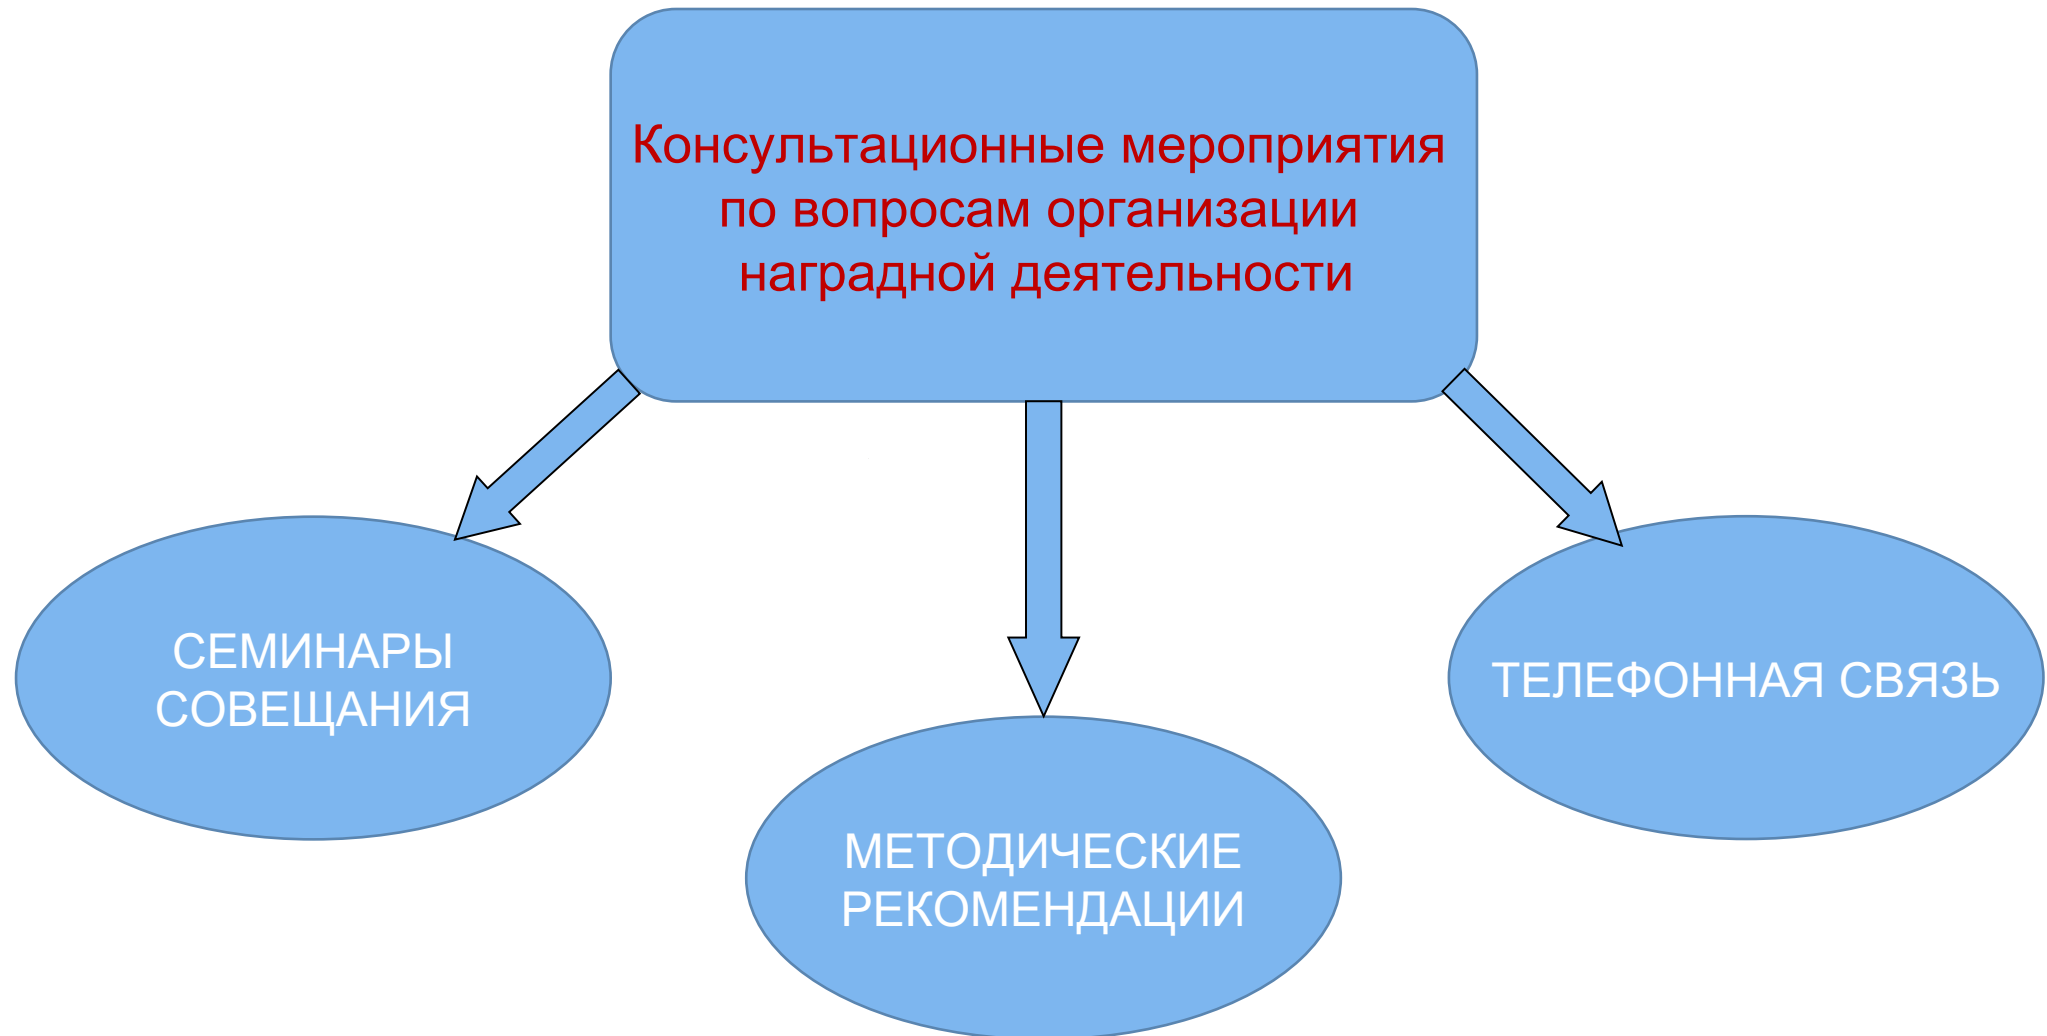 Консультационные мероприятия
по вопросам организации
наградной деятельности
СЕМИНАРЫ
СОВЕЩАНИЯ
ТЕЛЕФОННАЯ СВЯЗЬ
МЕТОДИЧЕСКИЕ
РЕКОМЕНДАЦИИ